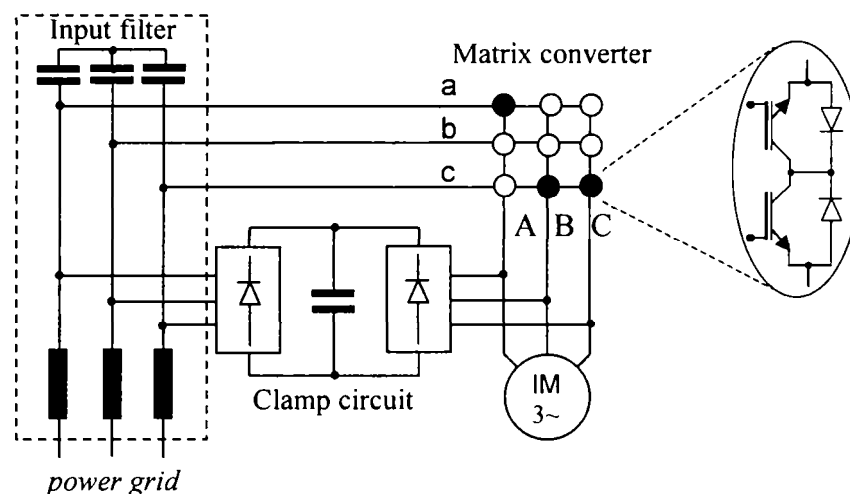 Input filter
Matrix converter
a
b
c
A B C
Clamp circuit
IM
3~
power grid